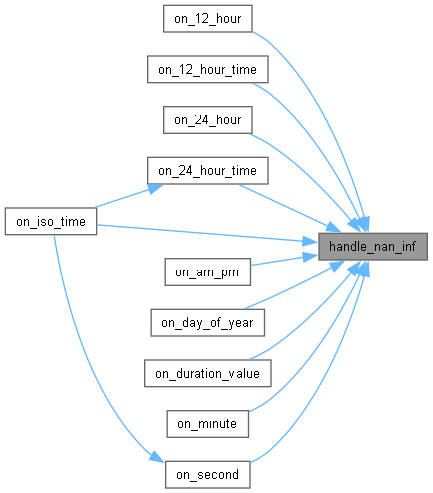 on_12_hour
on_12_hour_time
on_24_hour
on_24_hour_time
on_iso_time
handle_nan_inf
on_am_pm
on_day_of_year
on_duration_value
on_minute
on_second